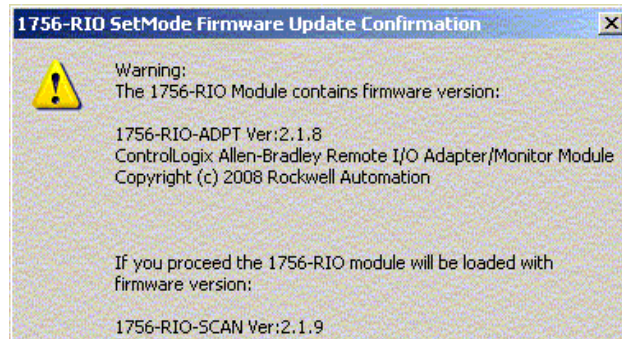 1756-RIO SetMode Firmware Update Confirmation
Warning:
The 1756-RIO Module contains firmware version:
1756-RIO-ADPT Ver:2.1.8
ControlLogix Allen-Bradley Remote I/O Adapter/Monitor Module
Copyright (c) 2008 Rockwell Automation
If you proceed the 1756-RIO module will be loaded with
firmware version:
1756-RIO-SCAN Ver:2.1.9